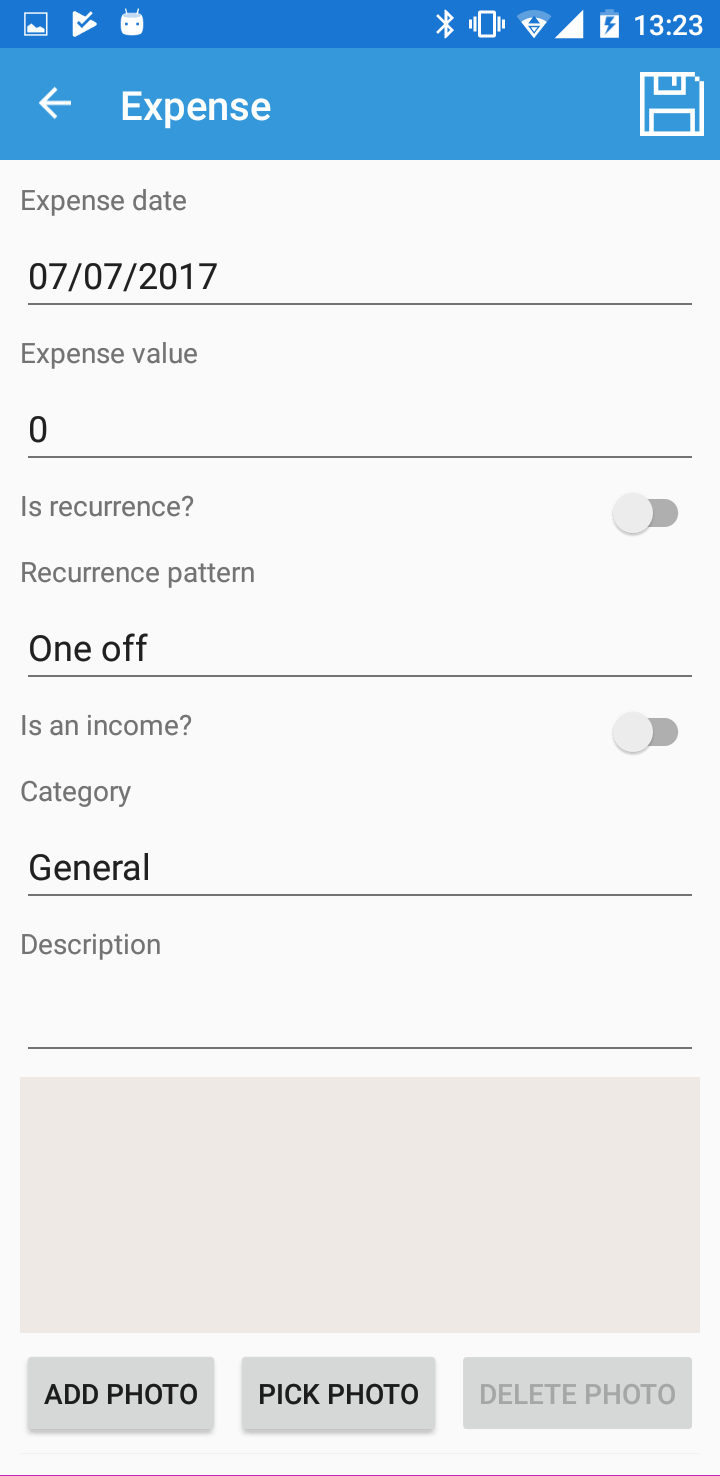 13:23
Expense
Expense date
07/07/2017
Expense value
0
Is recurrence?
Recurrence pattern
One off
Is an income?
Category
General
Description
ADD PHOTO PICK PHOTO DELETE PHOTO